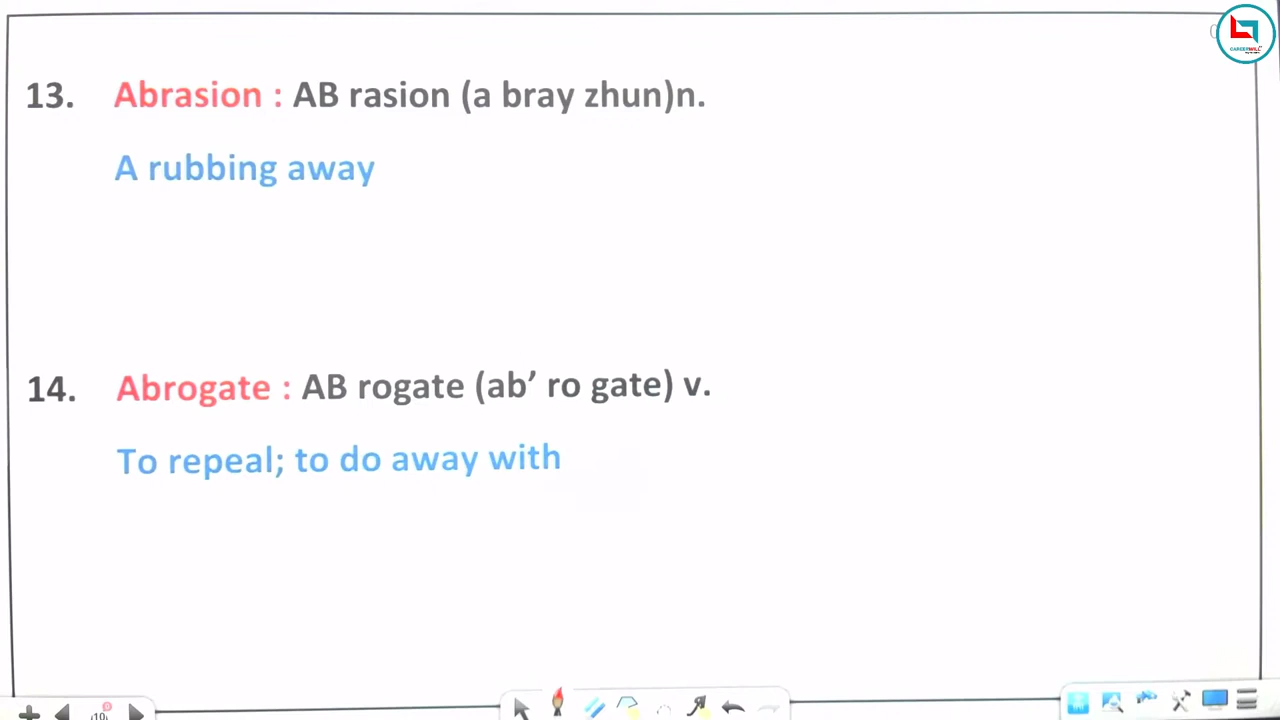 13. Abrasion : AB rasion (a bray zhun)n.
A rubbing away
14. Abrogate : AB rogate (ab’ ro gate) v.
To repeal; to do away with